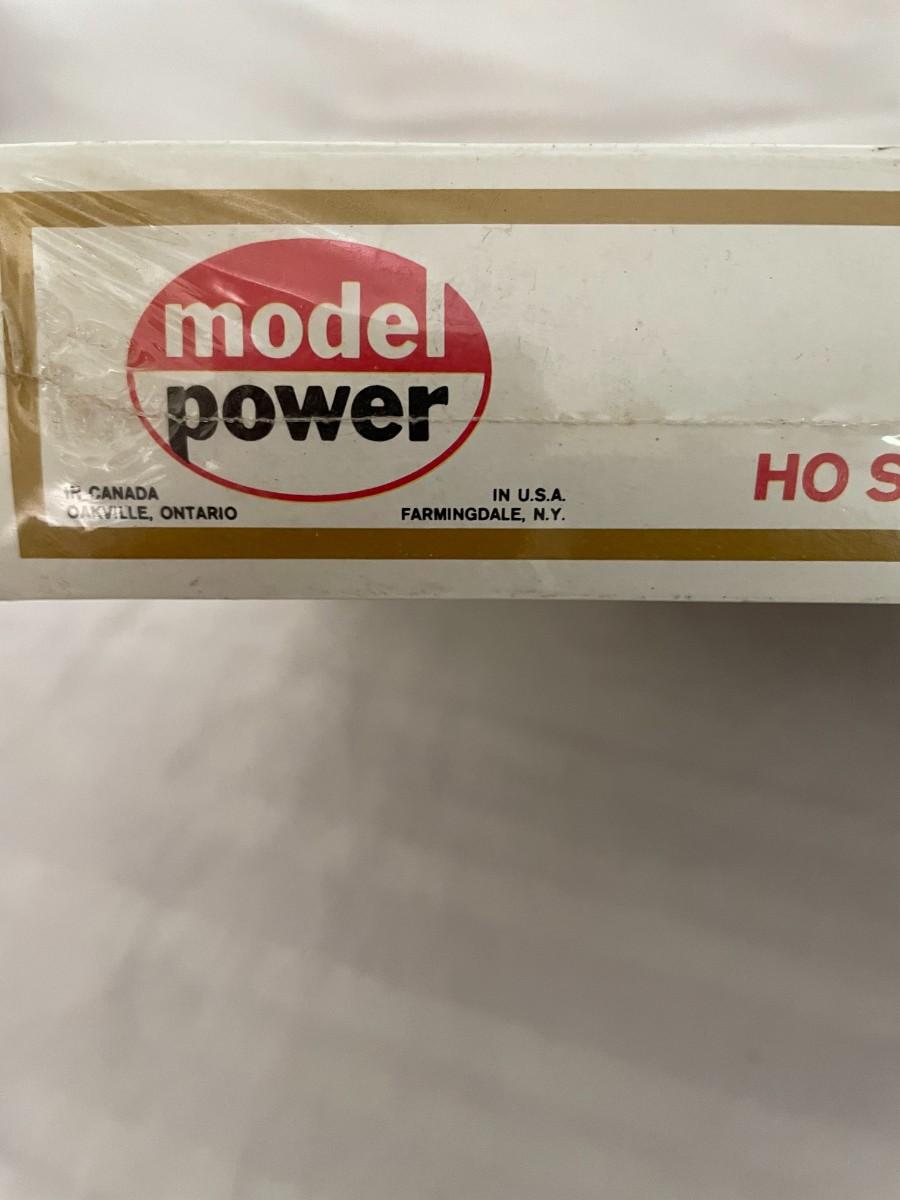 model
power
IN CANADA
OAKVILLE, ONTARIO
IN U.S.A.
FARMINGDALE, N.Y.
HO S